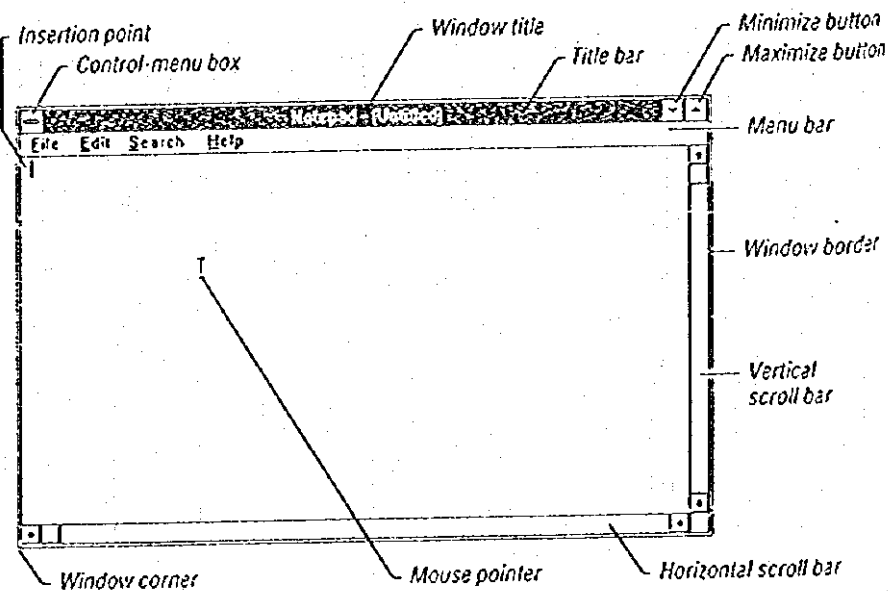 Insertion point
Window title
Minimize button
Control-menu box
Title bar
Maximize button
Notepad - [Untitled]
Menu bar
File Edit Search Help
Window border
Vertical
scroll bar
Window corner
Mouse pointer
Horizontal scroll bar